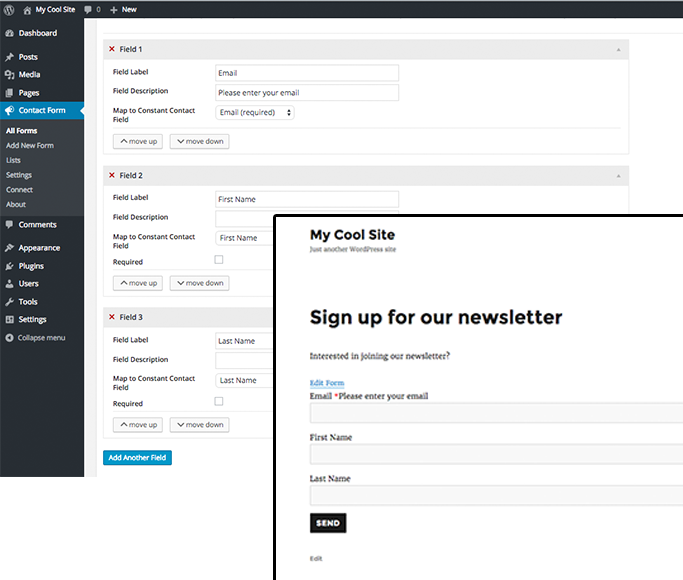 My Cool Site 0 New
Dashboard
Posts
Media
Pages
Contact Form
All Forms
Add New Form
Lists
Settings
Connect
About
Comments
Appearance
Plugins
Users
Tools
Settings
Collapse menu
Field 1
Field Label Email
Field Description Please enter your email
Map to Constant Contact Email (required)
Field
move up move down
Field 2
Field Label First Name
Field Description
Map to Constant Contact First Name
Field
Required
move up move down
Field 3
Field Label Last Name
Field Description
Map to Constant Contact Last Name
Field
Required
move up move down
Add Another Field
My Cool Site
Just another WordPress site
Sign up for our newsletter
Interested in joining our newsletter?
Edit Form
Email *Please enter your email
First Name
Last Name
SEND
Edit